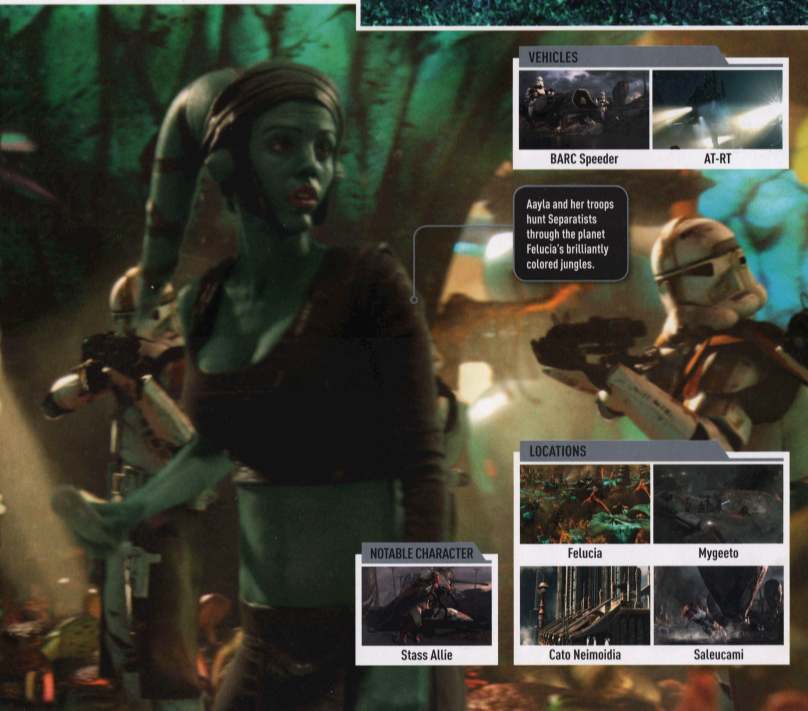 VEHICLES
BARC Speeder
AT-RT
Aayla and her troops
hunt Separatists
through the planet
Felucia's brilliantly
colored jungles.
LOCATIONS
Felucia
Mygeeto
NOTABLE CHARACTER
Stass Allie
Cato Neimoidia
Saleucami